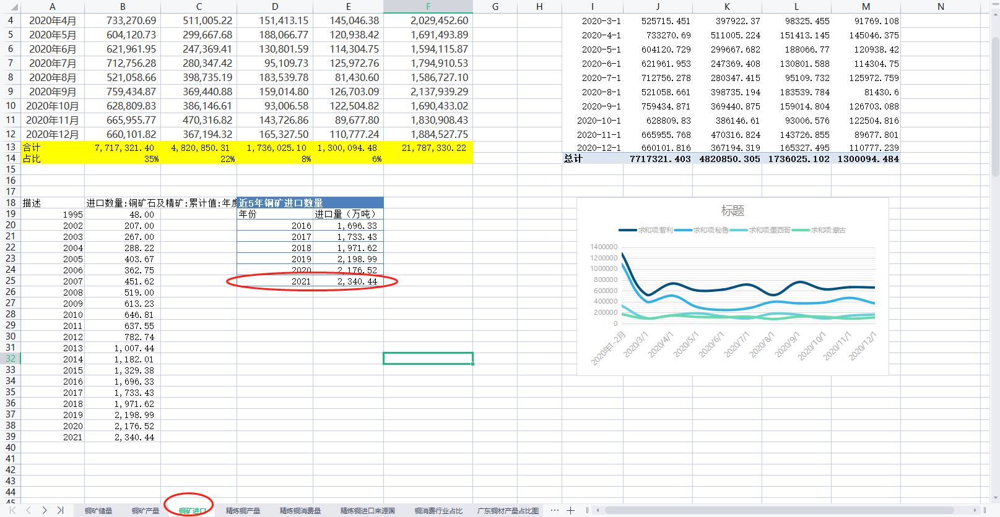 A B C D E F G H I J K L M N
4 2020年4月 733,270.69 511,005.22 151,413.15 145,046.38 2,029,452.60 2020-3-1 525715.451 397922.37 98325.455 91769.108
5 2020年5月 604,120.73 299,667.68 188,066.77 120,938.42 1,691,493.89 2020-4-1 733270.69 511005.224 151413.145 145046.375
6 2020年6月 621,961.95 247,369.41 130,801.59 114,304.75 1,594,115.87 2020-5-1 604120.729 299667.682 188066.77 120938.42
7 2020年7月 712,756.28 280,347.42 95,109.73 125,972.76 1,794,910.53 2020-6-1 621961.953 247369.408 130801.588 114304.75
8 2020年8月 521,058.66 398,735.19 183,539.78 81,430.60 1,586,727.10 2020-7-1 712756.278 280347.415 95109.732 125972.759
9 2020年9月 759,434.87 369,440.88 159,014.80 126,703.09 2,137,939.29 2020-8-1 521058.661 398735.194 183539.784 81430.6
10 2020年10月 628,809.83 386,146.61 93,006.58 122,504.82 1,690,433.02 2020-9-1 759434.871 369440.875 159014.804 126703.088
11 2020年11月 665,955.77 470,316.82 143,726.86 89,677.80 1,830,908.43 2020-10-1 628809.83 386146.61 93006.576 122504.816
12 2020年12月 660,101.82 367,194.32 165,327.50 110,777.24 1,884,527.75 2020-11-1 665955.768 470316.824 143726.855 89677.801
13 合计 7,717,321.40 4,820,850.31 1,736,025.10 1,300,094.48 21,787,330.22 2020-12-1 660101.816 367194.319 165327.495 110777.239
14 占比 35% 22% 8% 6% 总计 7717321.403 4820850.305 1736025.102 1300094.484
15
16
17
18 描述 进口数量:铜矿石及精矿:累计值:年度 近5年铜矿进口数量
19 1995 48.00 年份 进口量（万吨）
20 2002 207.00 2016 1,696.33
21 2003 267.00 2017 1,733.43
22 2004 288.22 2018 1,971.62
23 2005 403.67 2019 2,198.99
24 2006 362.75 2020 2,176.52
25 2007 451.62 2021 2,340.44
26 2008 519.00
27 2009 613.23
28 2010 646.81
29 2011 637.55
30 2012 782.74
31 2013 1,007.44
32 2014 1,182.01
33 2015 1,329.38
34 2016 1,696.33
35 2017 1,733.43
36 2018 1,971.62
37 2019 2,198.99
38 2020 2,176.52
39 2021 2,340.44
40
41
42
43
44
45
标题
求和项:智利 求和项:秘鲁 求和项:墨西哥 求和项:蒙古
1400000
1200000
1000000
800000
600000
400000
200000
0
2020年1-2月 2020/3/1 2020/4/1 2020/5/1 2020/6/1 2020/7/1 2020/8/1 2020/9/1 2020/10/1 2020/11/1 2020/12/1
铜矿储量 铜矿产量 铜矿进口 精炼铜产量 精炼铜消费量 精炼铜进口来源国 铜消费行业占比 广东铜材产量占比图 ··· +